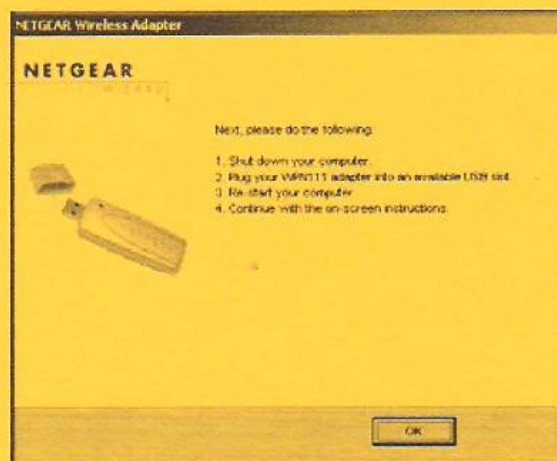 NETGEAR Wireless Adapter
NETGEAR
WIZARD
Next, please do the following.
1. Shut down your computer.
2. Plug your WPN111 adapter into an available USB slot.
3. Re-start your computer.
4. Continue with the on-screen instructions.
OK